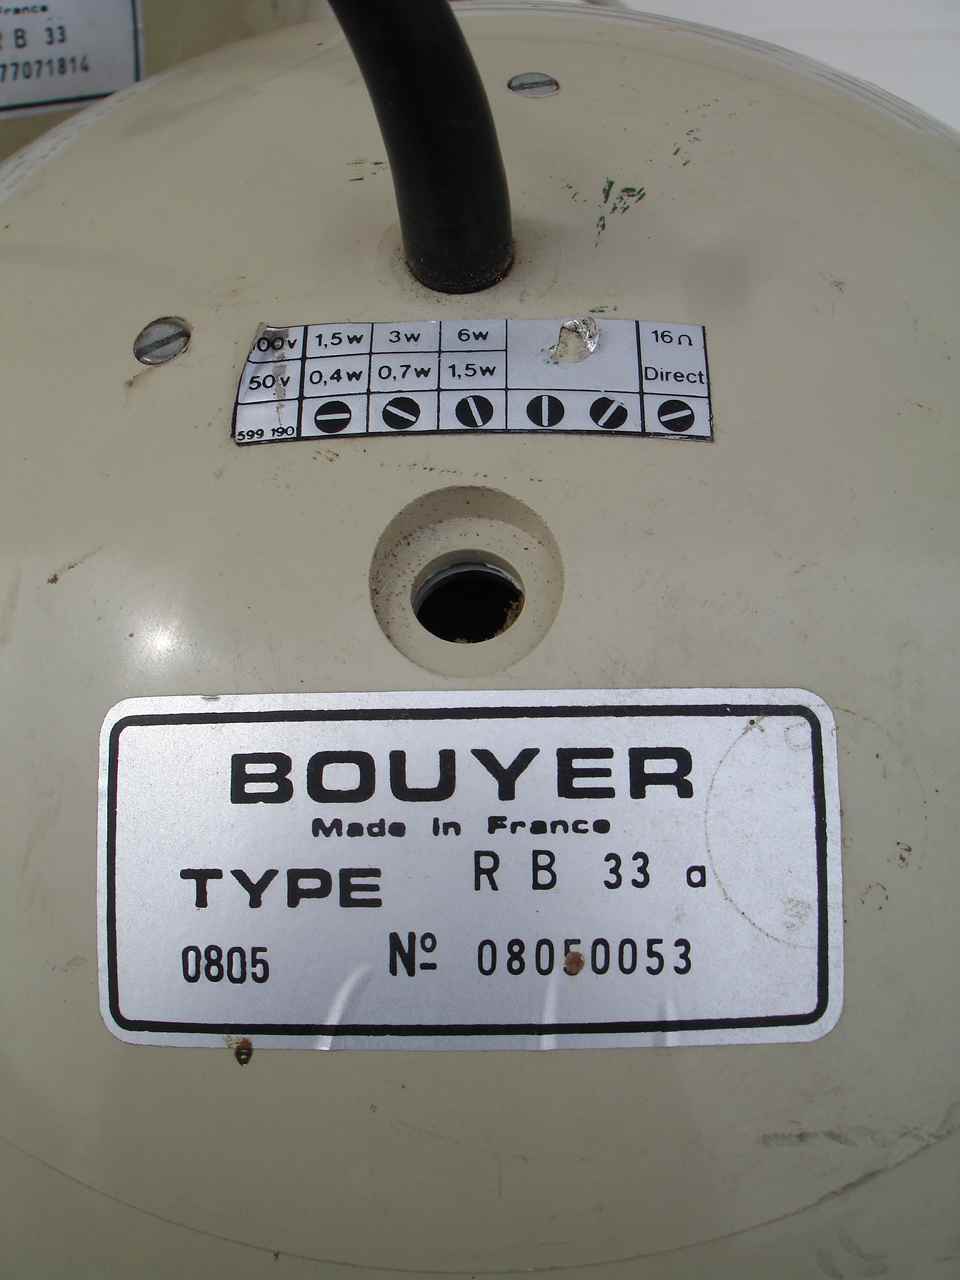 France
R B 33
77071814
00v 1,5w 3w 6w 16Ω
50v 0,4w 0,7w 1,5w Direct
599 190
BOUYER
Made in France
TYPE R B 33 a
0805 Nº 08050053